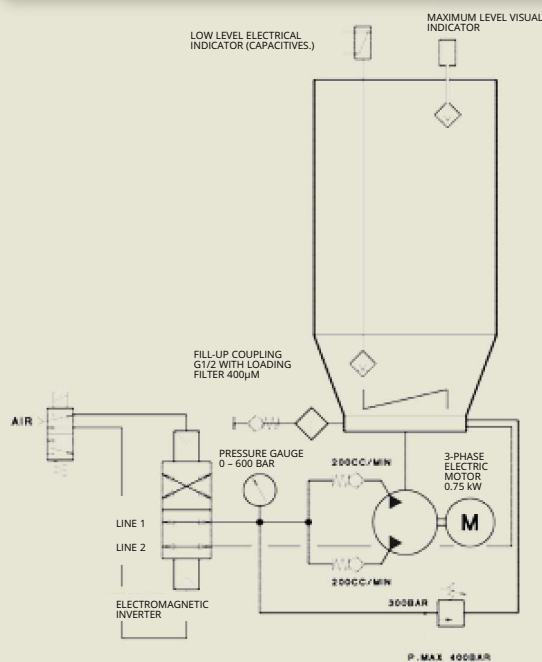 LOW LEVEL ELECTRICAL
INDICATOR (CAPACITIVES.)
MAXIMUM LEVEL VISUAL
INDICATOR
FILL-UP COUPLING
G1/2 WITH LOADING
FILTER 400µM
AIR
PRESSURE GAUGE
0 – 600 BAR
200CC/MIN
3-PHASE
ELECTRIC
MOTOR
0.75 kW
M
LINE 1
LINE 2
200CC/MIN
300BAR
ELECTROMAGNETIC
INVERTER
P.MAX 400BAR